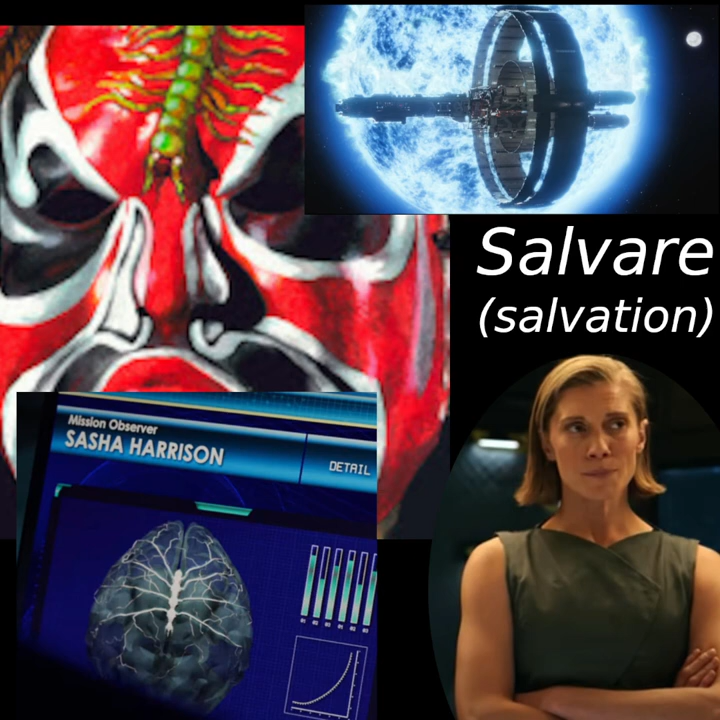 Salvare
(salvation)
Mission Observer
SASHA HARRISON
DETAIL